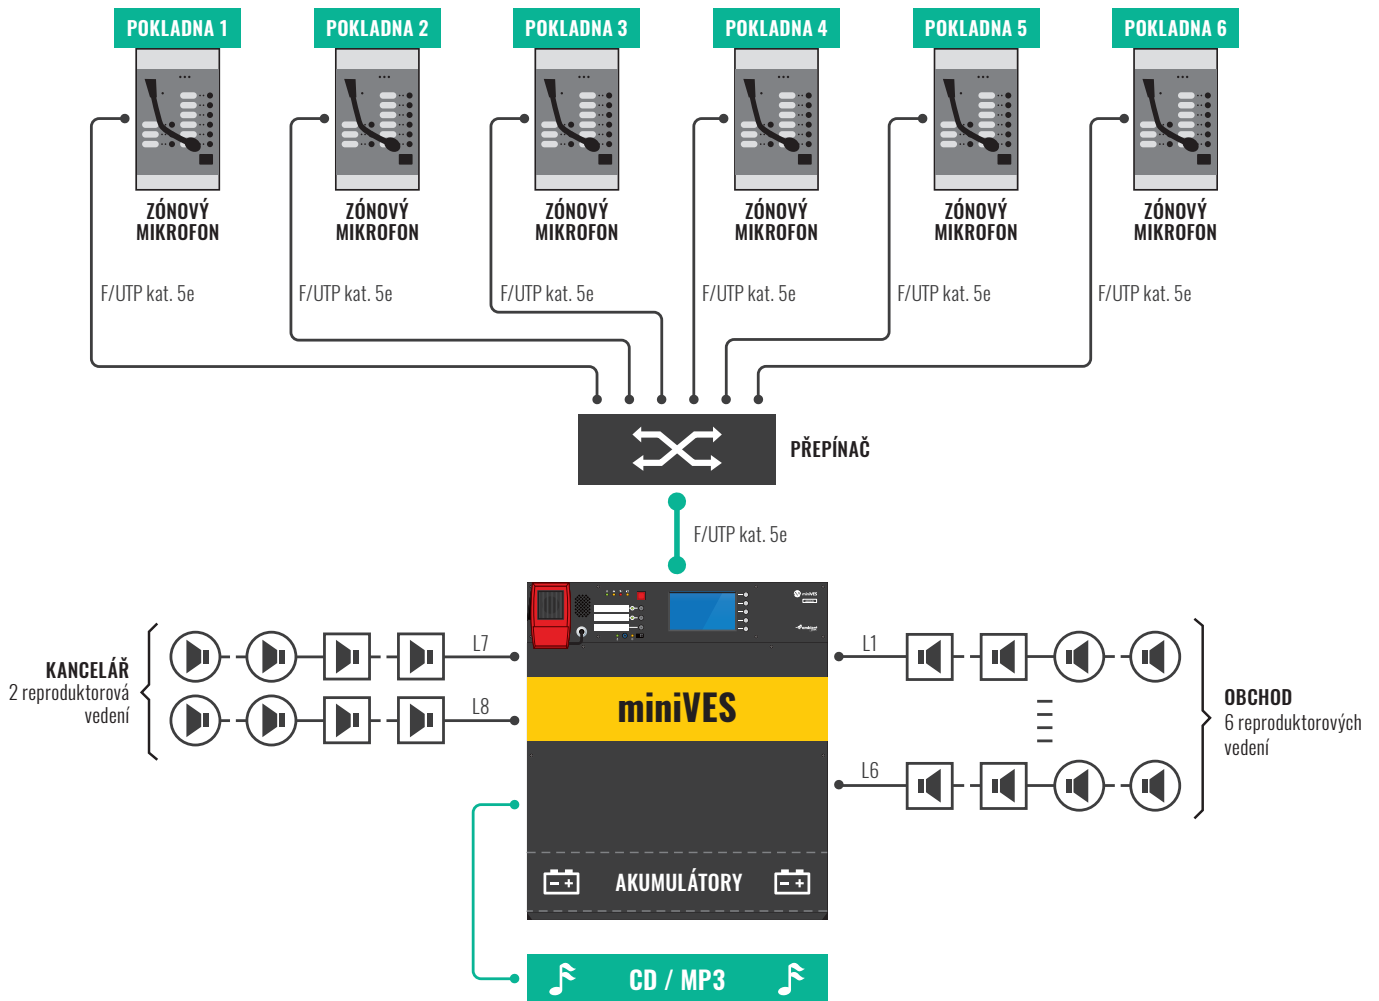 POKLADNA 1
POKLADNA 2
POKLADNA 3
POKLADNA 4
POKLADNA 5
POKLADNA 6
ZÓNOVÝ
MIKROFON
ZÓNOVÝ
MIKROFON
ZÓNOVÝ
MIKROFON
ZÓNOVÝ
MIKROFON
ZÓNOVÝ
MIKROFON
ZÓNOVÝ
MIKROFON
F/UTP kat. 5e
F/UTP kat. 5e
F/UTP kat. 5e
F/UTP kat. 5e
F/UTP kat. 5e
F/UTP kat. 5e
PŘEPÍNAČ
F/UTP kat. 5e
miniVES
KANCELÁŘ
2 reproduktorová
vedení
L7
L8
miniVES
L1
L6
OBCHOD
6 reproduktorových
vedení
AKUMULÁTORY
CD / MP3